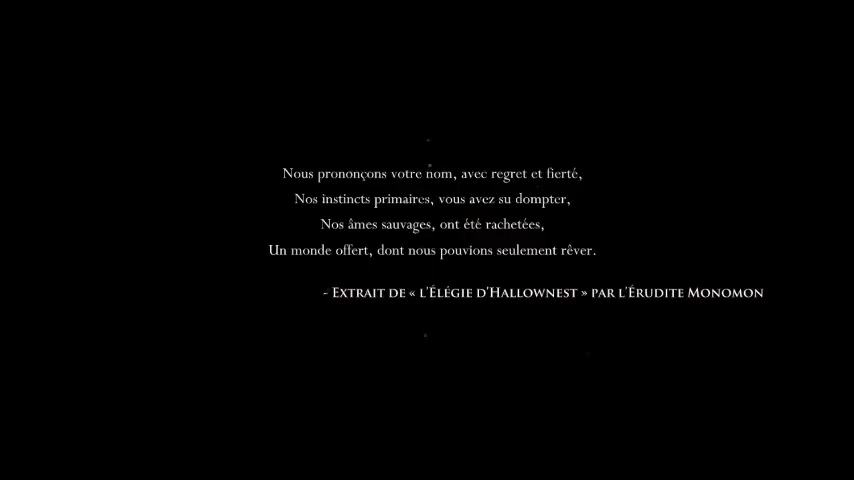 Nous prononçons votre nom, avec regret et fierté,
Nos instincts primaires, vous avez su dompter,
Nos âmes sauvages, ont été rachetées,
Un monde offert, dont nous pouvions seulement rêver.
- Extrait de « l'Élégie d'Hallownest » par l'Érudite Monomon